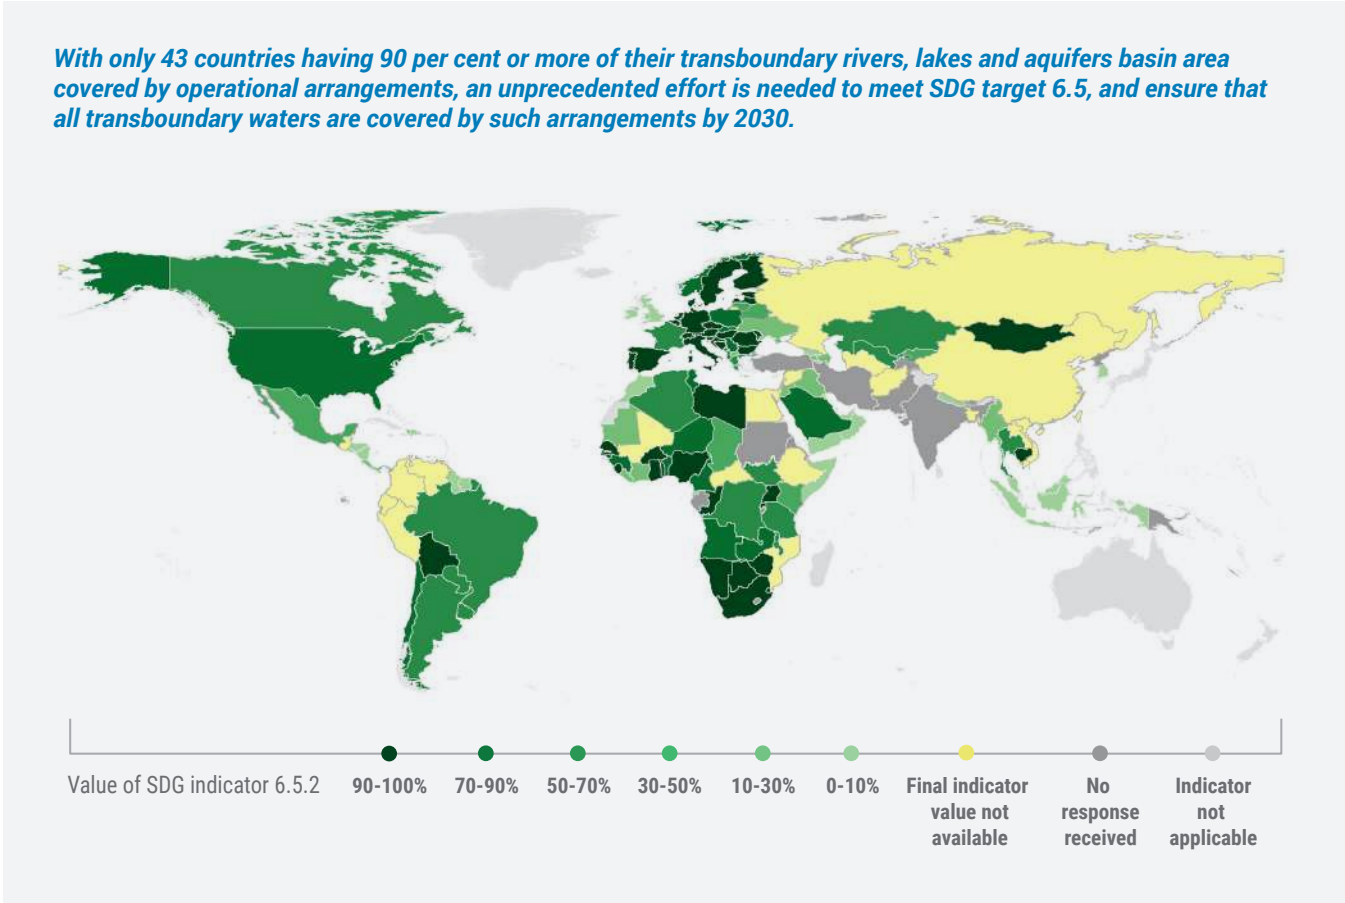 With only 43 countries having 90 per cent or more of their transboundary rivers, lakes and aquifers basin area
covered by operational arrangements, an unprecedented effort is needed to meet SDG target 6.5, and ensure that
all transboundary waters are covered by such arrangements by 2030.
Value of SDG indicator 6.5.2
90-100%
70-90%
50-70%
30-50%
10-30%
0-10%
Final indicator
value not
available
No
response
received
Indicator
not
applicable